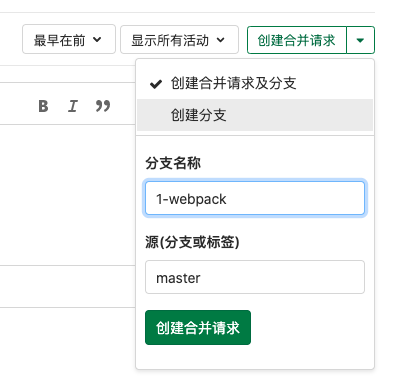 最早在前 显示所有活动 创建合并请求
创建合并请求及分支
B I
创建分支
分支名称
1-webpack
源(分支或标签)
master
创建合并请求